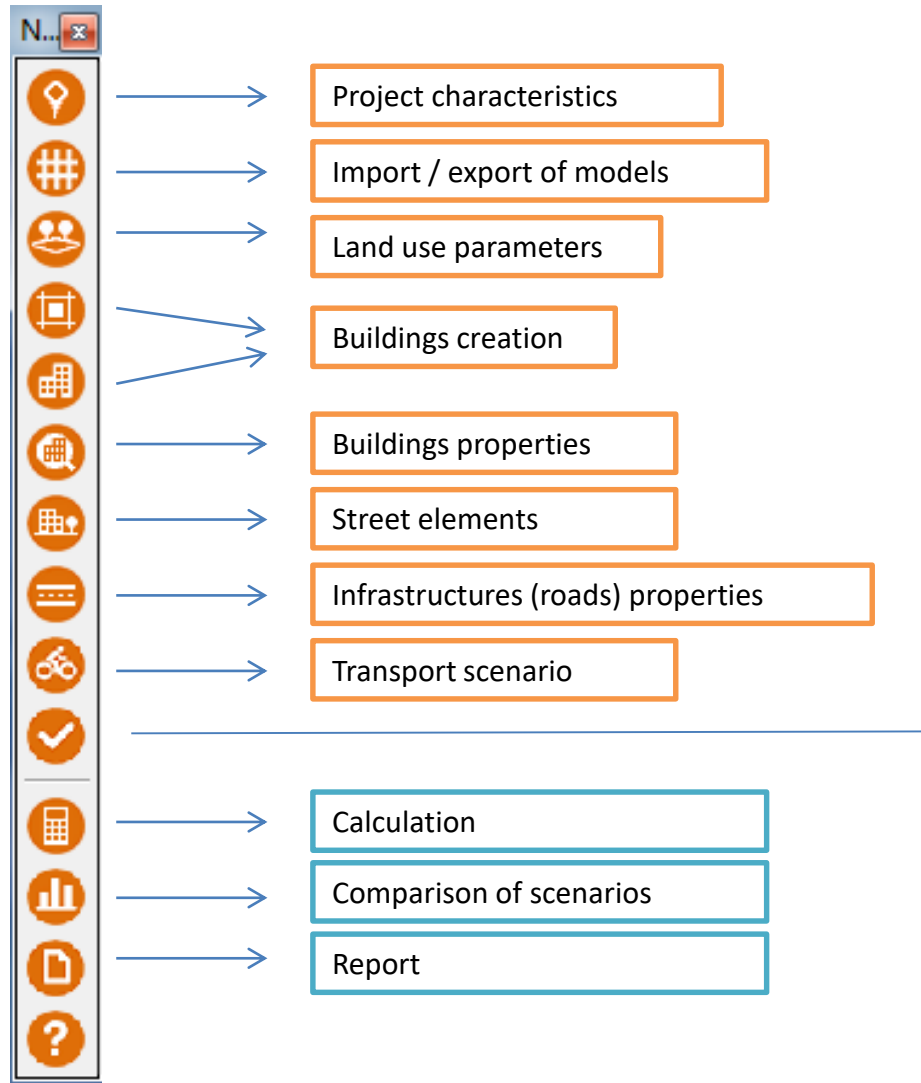 N...
Project characteristics
Import / export of models
Land use parameters
Buildings creation
Buildings properties
Street elements
Infrastructures (roads) properties
Transport scenario
Calculation
Comparison of scenarios
Report
?